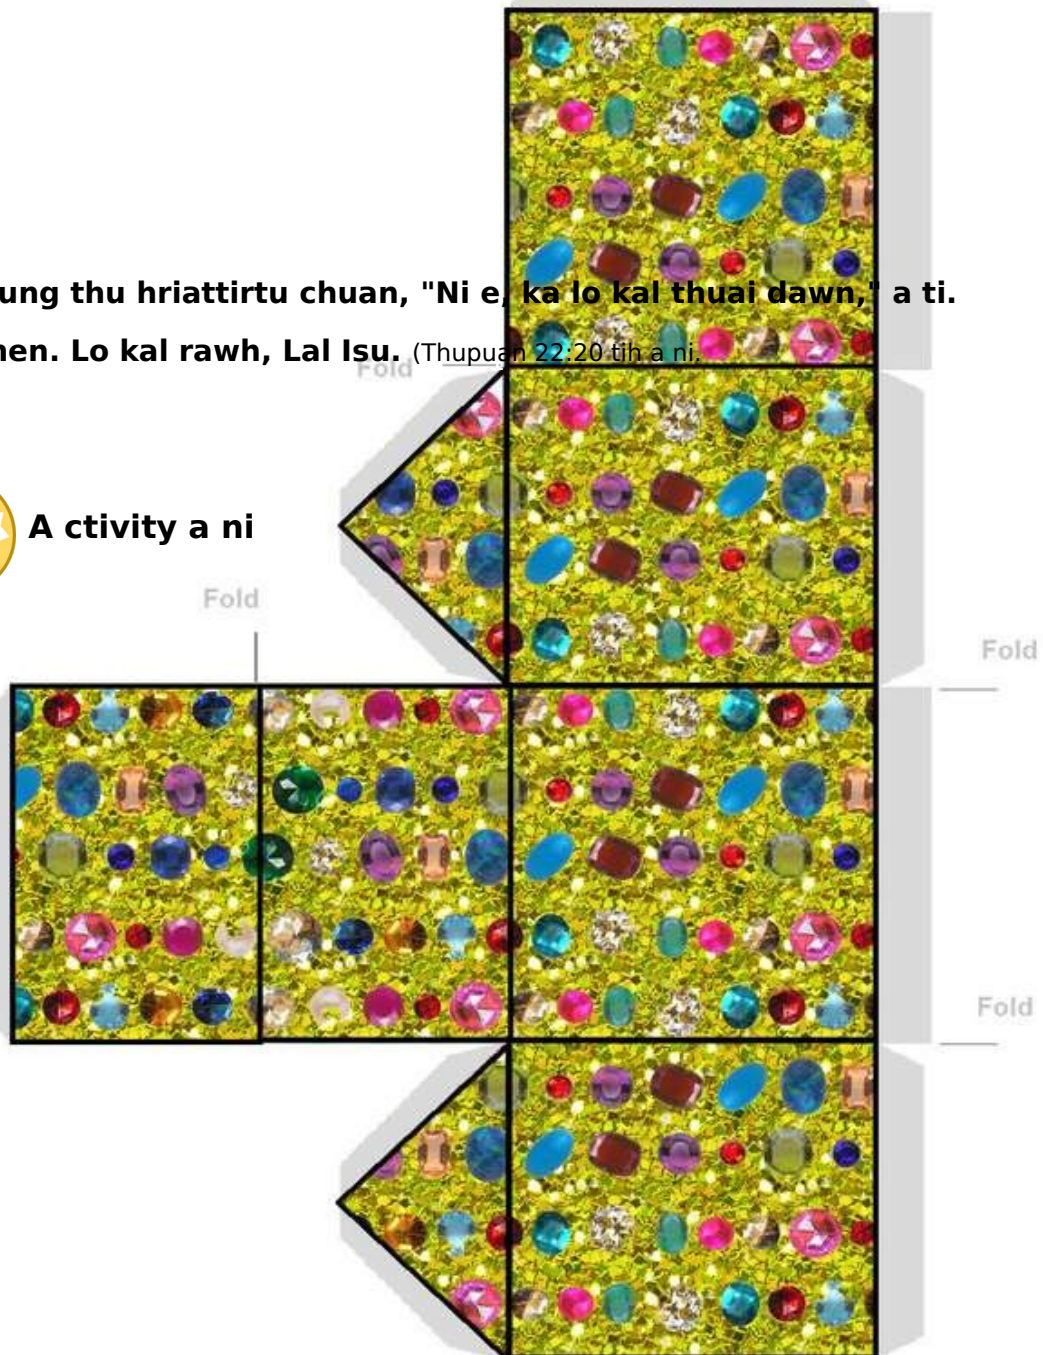 ung thu hriattirtu chuan, "Ni e, ka lo kal thuai dawn," a ti.
Lo kal rawh, Lal Isu. (Thupuan 22:20 tih a ni.
Fold
A ctivity a ni
Fold
Fold
Fold